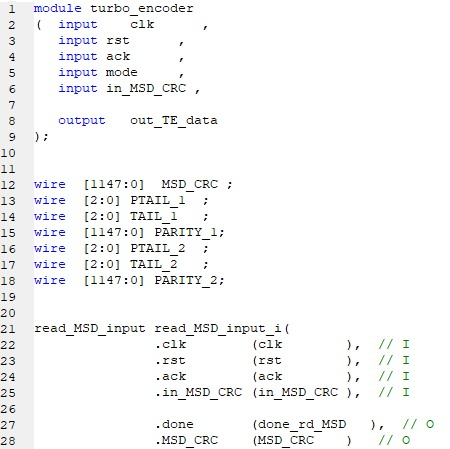 1 module turbo_encoder
2 ( input clk ,
3 input rst ,
4 input ack ,
5 input mode ,
6 input in_MSD_CRC ,
7
8 output out_TE_data
9 );
10
11
12 wire [1147:0] MSD_CRC ;
13 wire [2:0] PTAIL_1 ;
14 wire [2:0] TAIL_1 ;
15 wire [1147:0] PARITY_1;
16 wire [2:0] PTAIL_2 ;
17 wire [2:0] TAIL_2 ;
18 wire [1147:0] PARITY_2;
19
20
21 read_MSD_input read_MSD_input_i(
22 .clk (clk ), // I
23 .rst (rst ), // I
24 .ack (ack ), // I
25 .in_MSD_CRC (in_MSD_CRC ), // I
26
27 .done (done_rd_MSD ), // O
28 .MSD_CRC (MSD_CRC ) // O